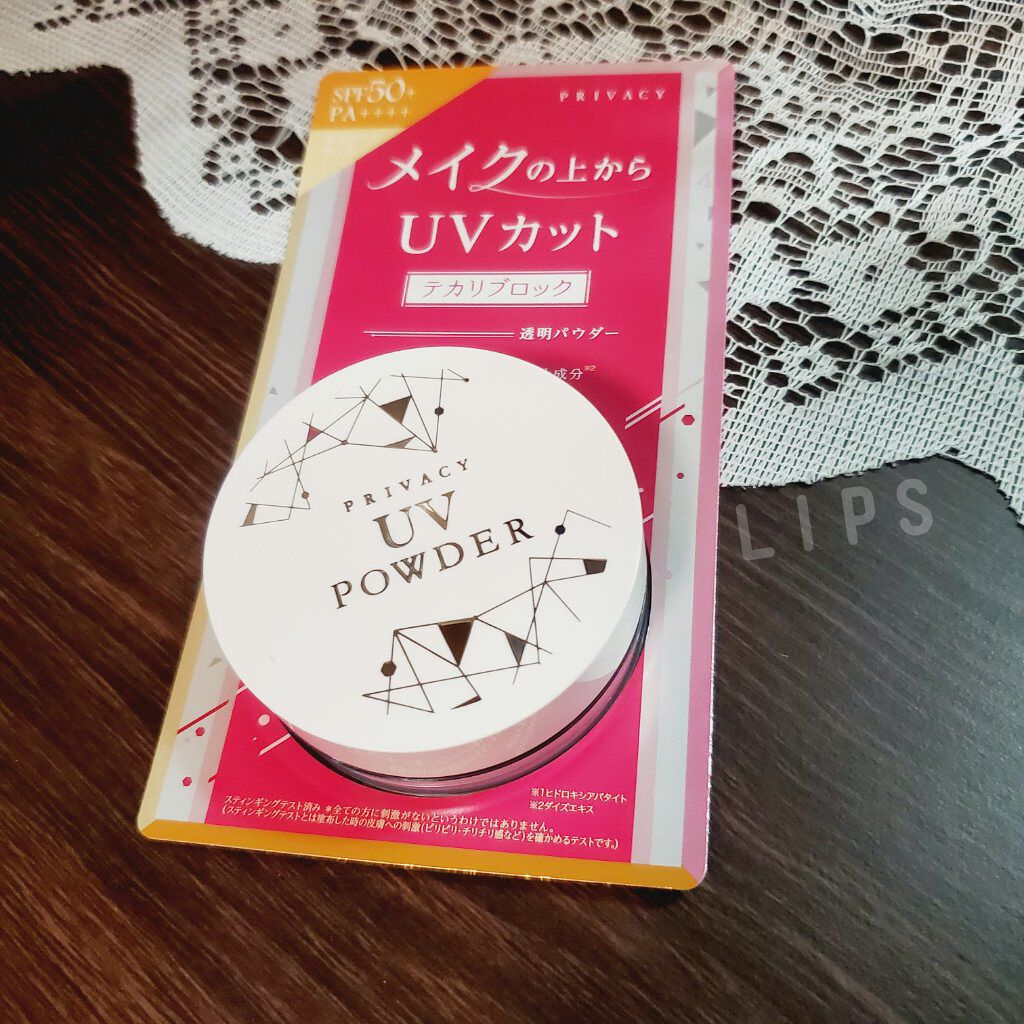 SPF50+
PA++++
PRIVACY
メイクの上から
UVカット
テカリブロック
透明パウダー
成分※2
PRIVACY
UV
POWDER
LIPS
※1ヒドロキシアパタイト
※2ダイズエキス
スティンギングテスト済み *全ての方に刺激がないというわけではありません。
(スティンギングテストとは塗布した時の皮膚への刺激(ピリピリ・チリチリ感など)を確かめるテストです。)